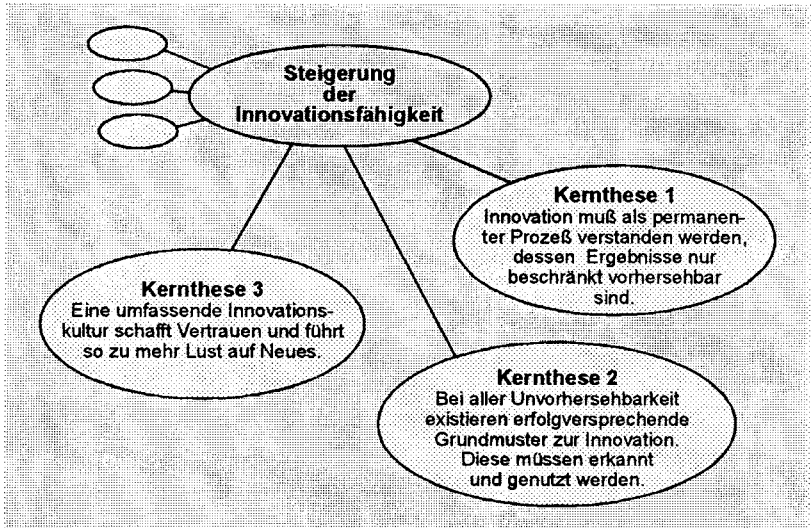 Steigerung
der
Innovationsfähigkeit
Kernthese 1
Innovation muß als permanen-
ter Prozeß verstanden werden,
dessen Ergebnisse nur
beschränkt vorhersehbar
sind.
Kernthese 3
Eine umfassende Innovations-
kultur schafft Vertrauen und führt
so zu mehr Lust auf Neues.
Kernthese 2
Bei aller Unvorhersehbarkeit
existieren erfolgversprechende
Grundmuster zur Innovation.
Diese müssen erkannt
und genutzt werden.